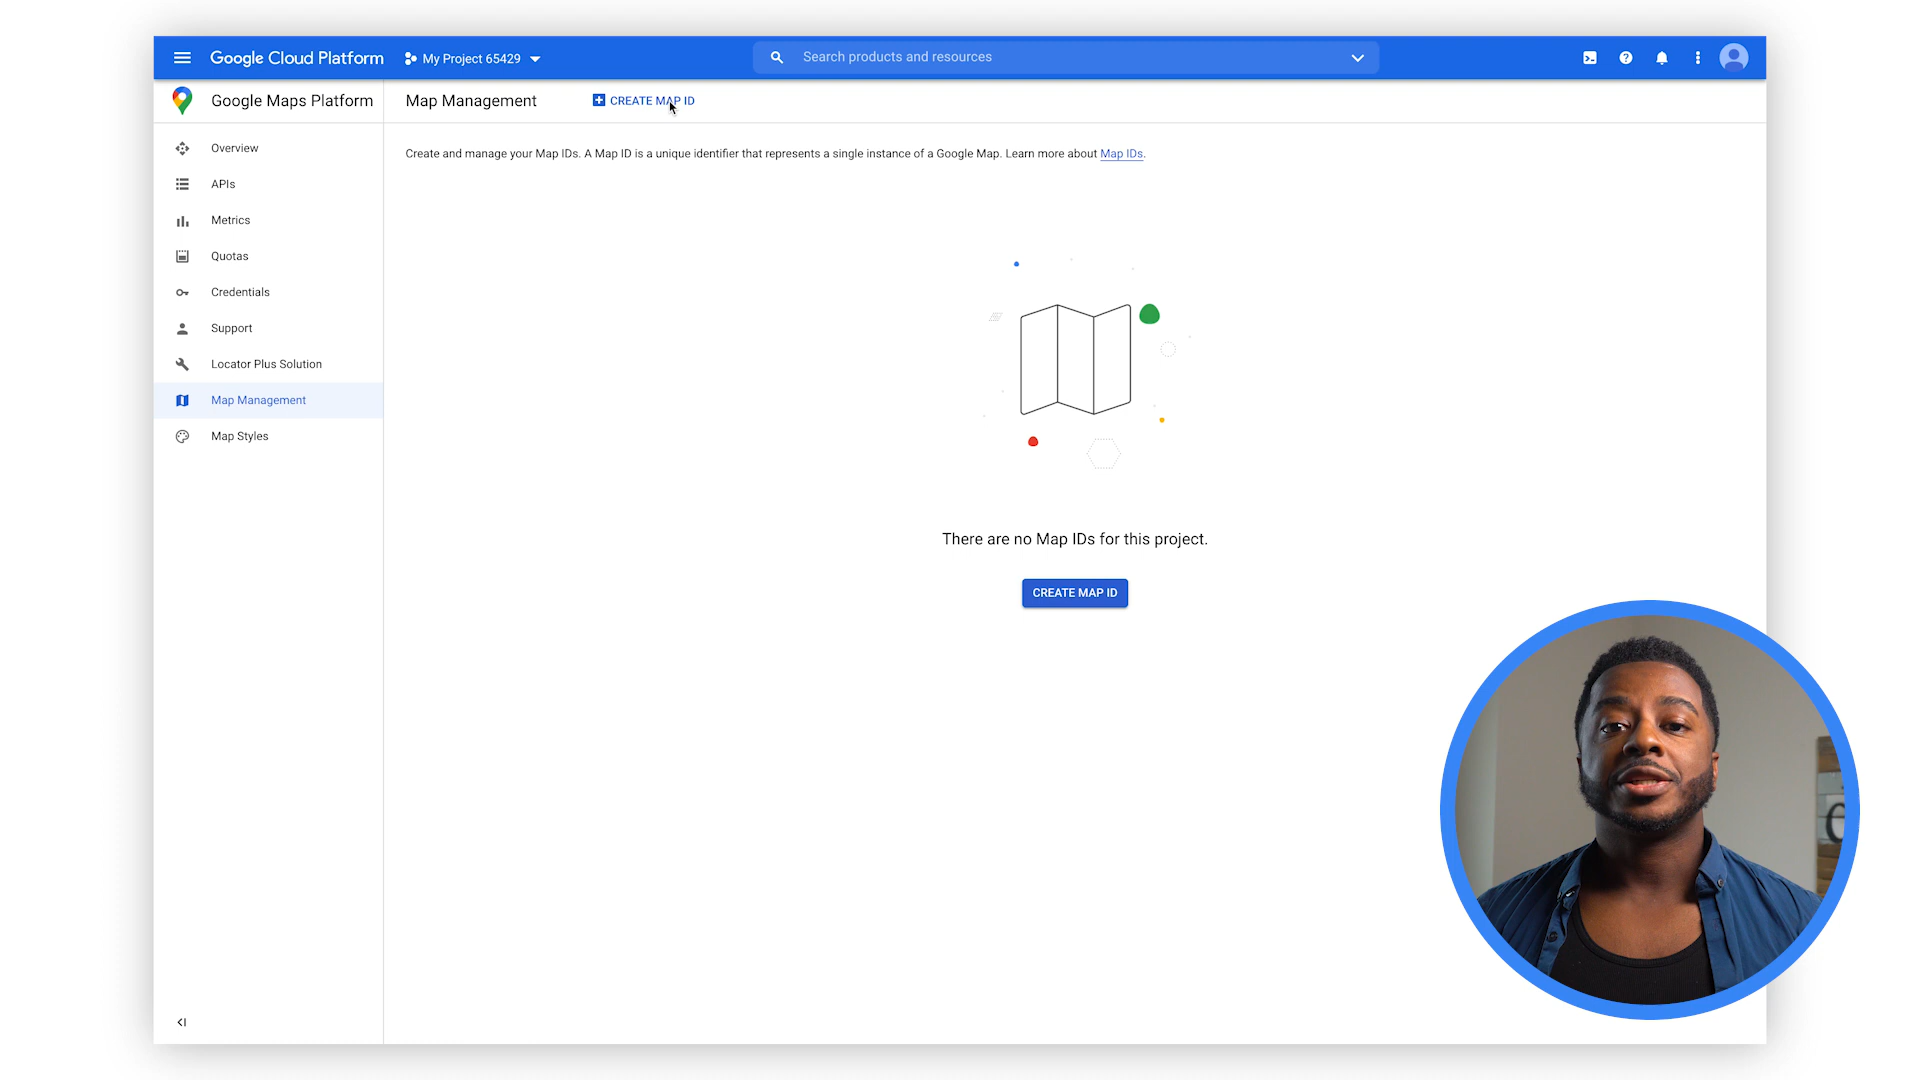 Google Cloud Platform
My Project 65429
Search products and resources
Google Maps Platform
Map Management
CREATE MAP ID
Overview
APIs
Metrics
Quotas
Credentials
Support
Locator Plus Solution
Map Management
Map Styles
Create and manage your Map IDs. A Map ID is a unique identifier that represents a single instance of a Google Map. Learn more about Map IDs.
There are no Map IDs for this project.
CREATE MAP ID